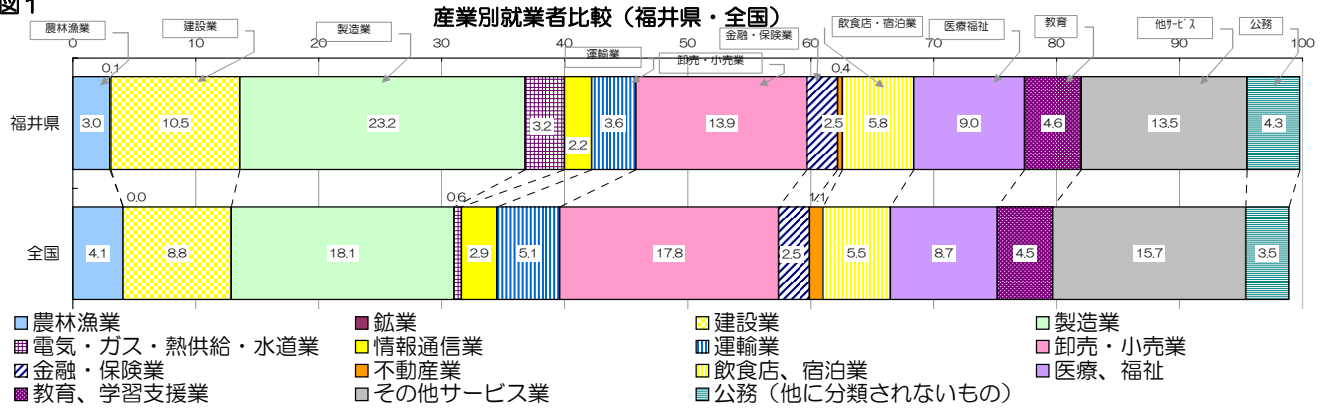 図1
産業別就業者比較（福井県・全国）
農林漁業 建設業 製造業 運輸業 卸売・小売業 金融・保険業 飲食店・宿泊業 医療福祉 教育 他サービス 公務
0 10 20 30 40 50 60 70 80 90 100
0.1 0.4
福井県 3.0 10.5 23.2 3.2 2.2 3.6 13.9 2.5 5.8 9.0 4.6 13.5 4.3
0.0 0.6 1.1
全国 4.1 8.8 18.1 2.9 5.1 17.8 2.5 5.5 8.7 4.5 15.7 3.5
農林漁業 鉱業 建設業 製造業
電気・ガス・熱供給・水道業 情報通信業 運輸業 卸売・小売業
金融・保険業 不動産業 飲食店、宿泊業 医療、福祉
教育、学習支援業 その他サービス業 公務（他に分類されないもの）